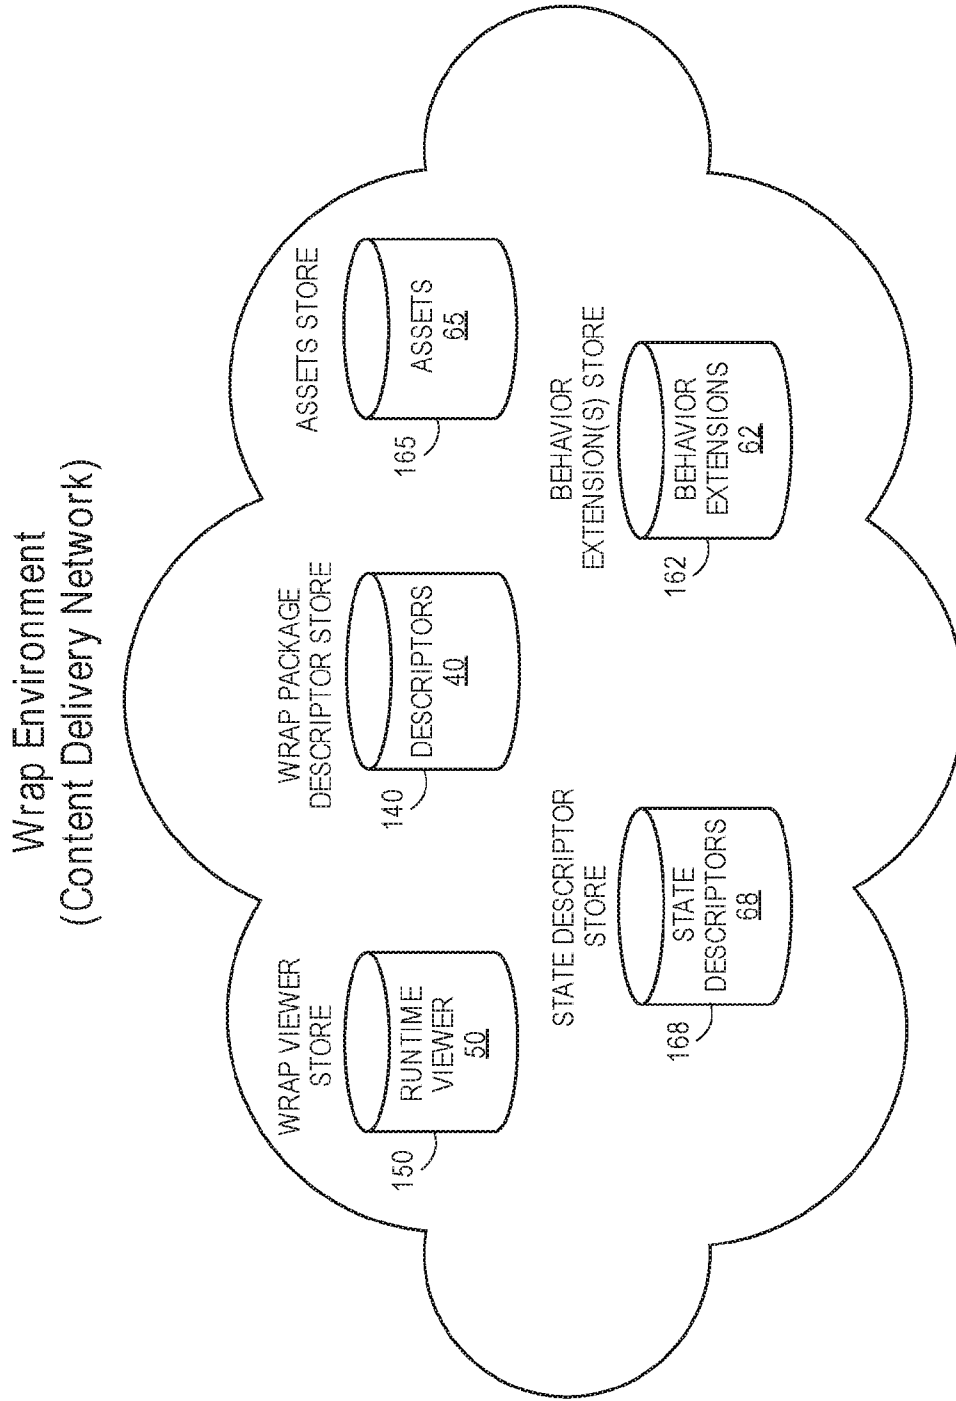 Wrap Environment
(Content Delivery Network)
WRAP VIEWER
STORE
RUNTIME
VIEWER
50
150
WRAP PACKAGE
DESCRIPTOR STORE
DESCRIPTORS
40
140
ASSETS STORE
ASSETS
65
165
STATE DESCRIPTOR
STORE
STATE
DESCRIPTORS
68
168
BEHAVIOR
EXTENSION(S) STORE
BEHAVIOR
EXTENSIONS
62
162